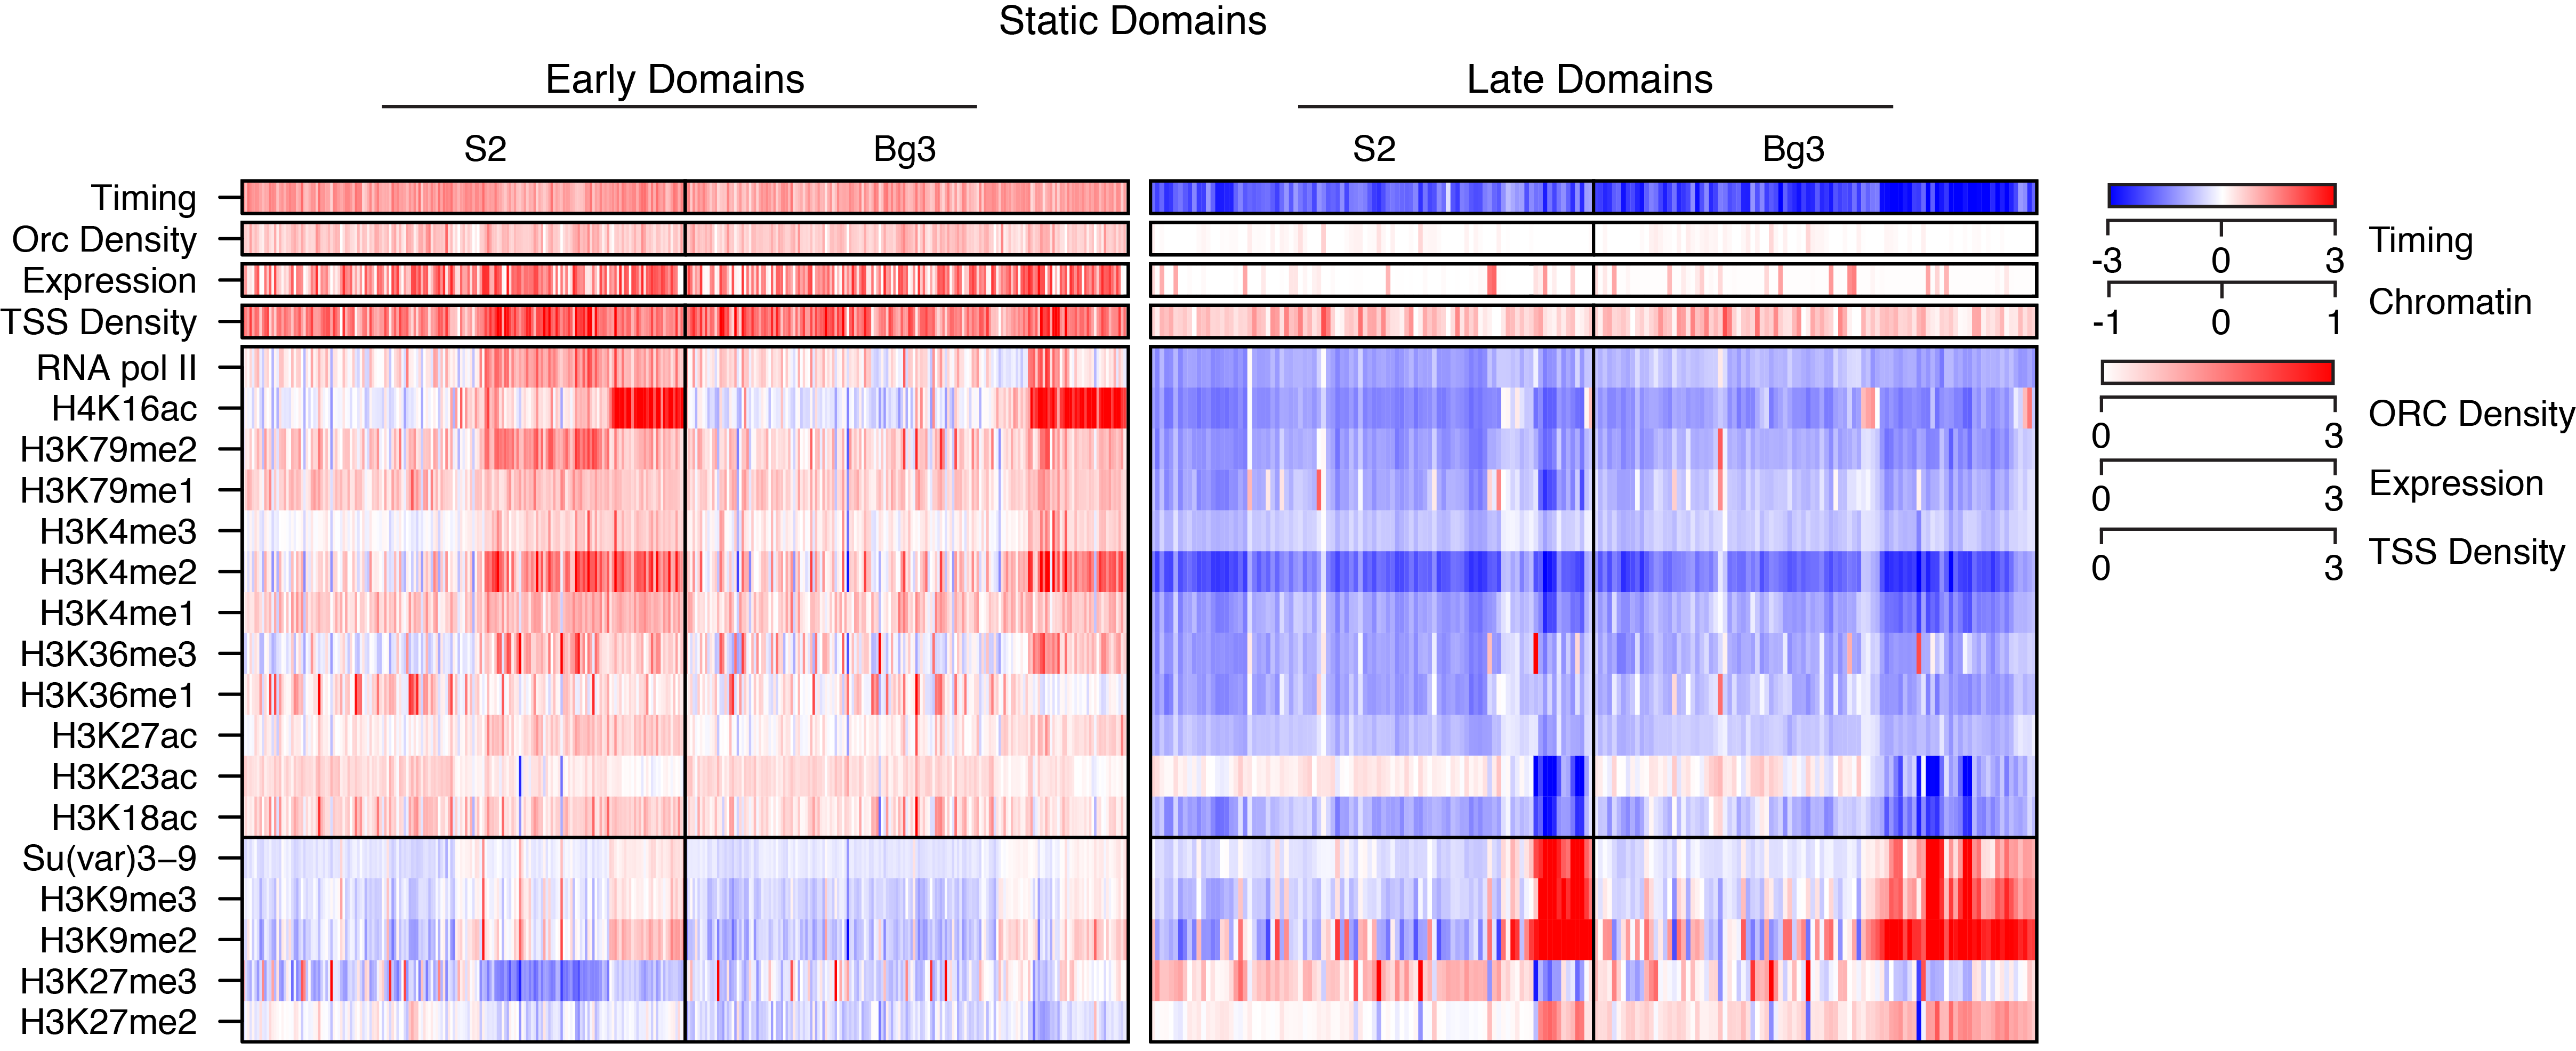 Static Domains
Early Domains
Late Domains
S2
Bg3
S2
Bg3
Timing
Orc Density
Expression
TSS Density
RNA pol II
H4K16ac
H3K79me2
H3K79me1
H3K4me3
H3K4me2
H3K4me1
H3K36me3
H3K36me1
H3K27ac
H3K23ac
H3K18ac
Su(var)3−9
H3K9me3
H3K9me2
H3K27me3
H3K27me2
Timing
-3 0 3
Chromatin
-1 0 1
ORC Density
0 3
Expression
0 3
TSS Density
0 3